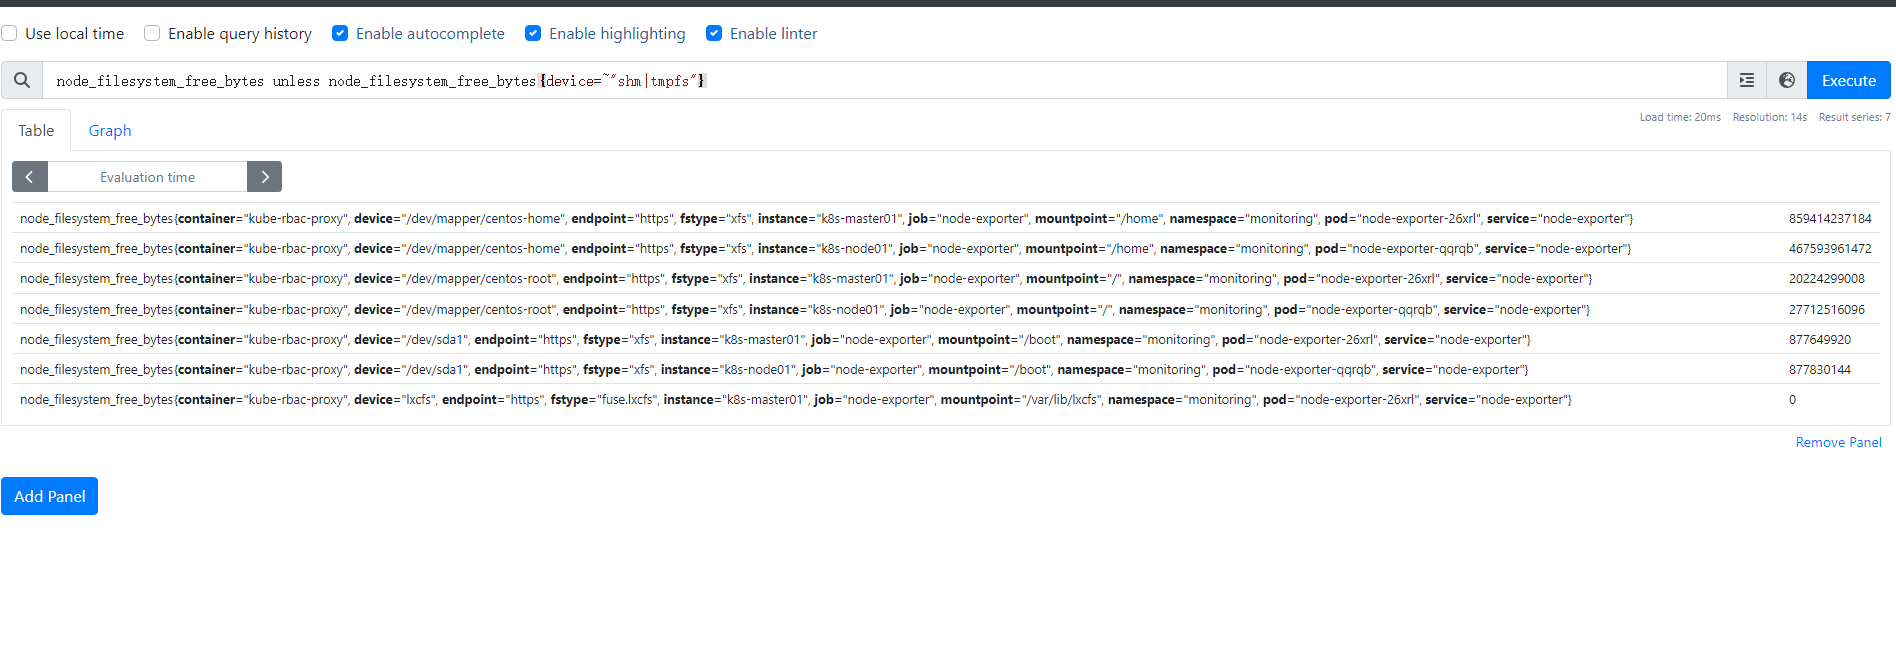 Use local time Enable query history Enable autocomplete Enable highlighting Enable linter
node_filesystem_free_bytes unless node_filesystem_free_bytes{device=~"shm|tmpfs"} Execute
Table Graph Load time: 20ms Resolution: 14s Result series: 7
Evaluation time
node_filesystem_free_bytes{container="kube-rbac-proxy", device="/dev/mapper/centos-home", endpoint="https", fstype="xfs", instance="k8s-master01", job="node-exporter", mountpoint="/home", namespace="monitoring", pod="node-exporter-26xrl", service="node-exporter"} 859414237184
node_filesystem_free_bytes{container="kube-rbac-proxy", device="/dev/mapper/centos-home", endpoint="https", fstype="xfs", instance="k8s-node01", job="node-exporter", mountpoint="/home", namespace="monitoring", pod="node-exporter-qqrqb", service="node-exporter"} 467593961472
node_filesystem_free_bytes{container="kube-rbac-proxy", device="/dev/mapper/centos-root", endpoint="https", fstype="xfs", instance="k8s-master01", job="node-exporter", mountpoint="/", namespace="monitoring", pod="node-exporter-26xrl", service="node-exporter"} 20224299008
node_filesystem_free_bytes{container="kube-rbac-proxy", device="/dev/mapper/centos-root", endpoint="https", fstype="xfs", instance="k8s-node01", job="node-exporter", mountpoint="/", namespace="monitoring", pod="node-exporter-qqrqb", service="node-exporter"} 27712516096
node_filesystem_free_bytes{container="kube-rbac-proxy", device="/dev/sda1", endpoint="https", fstype="xfs", instance="k8s-master01", job="node-exporter", mountpoint="/boot", namespace="monitoring", pod="node-exporter-26xrl", service="node-exporter"} 877649920
node_filesystem_free_bytes{container="kube-rbac-proxy", device="/dev/sda1", endpoint="https", fstype="xfs", instance="k8s-node01", job="node-exporter", mountpoint="/boot", namespace="monitoring", pod="node-exporter-qqrqb", service="node-exporter"} 877830144
node_filesystem_free_bytes{container="kube-rbac-proxy", device="lxcfs", endpoint="https", fstype="fuse.lxcfs", instance="k8s-master01", job="node-exporter", mountpoint="/var/lib/lxcfs", namespace="monitoring", pod="node-exporter-26xrl", service="node-exporter"} 0
Remove Panel
Add Panel